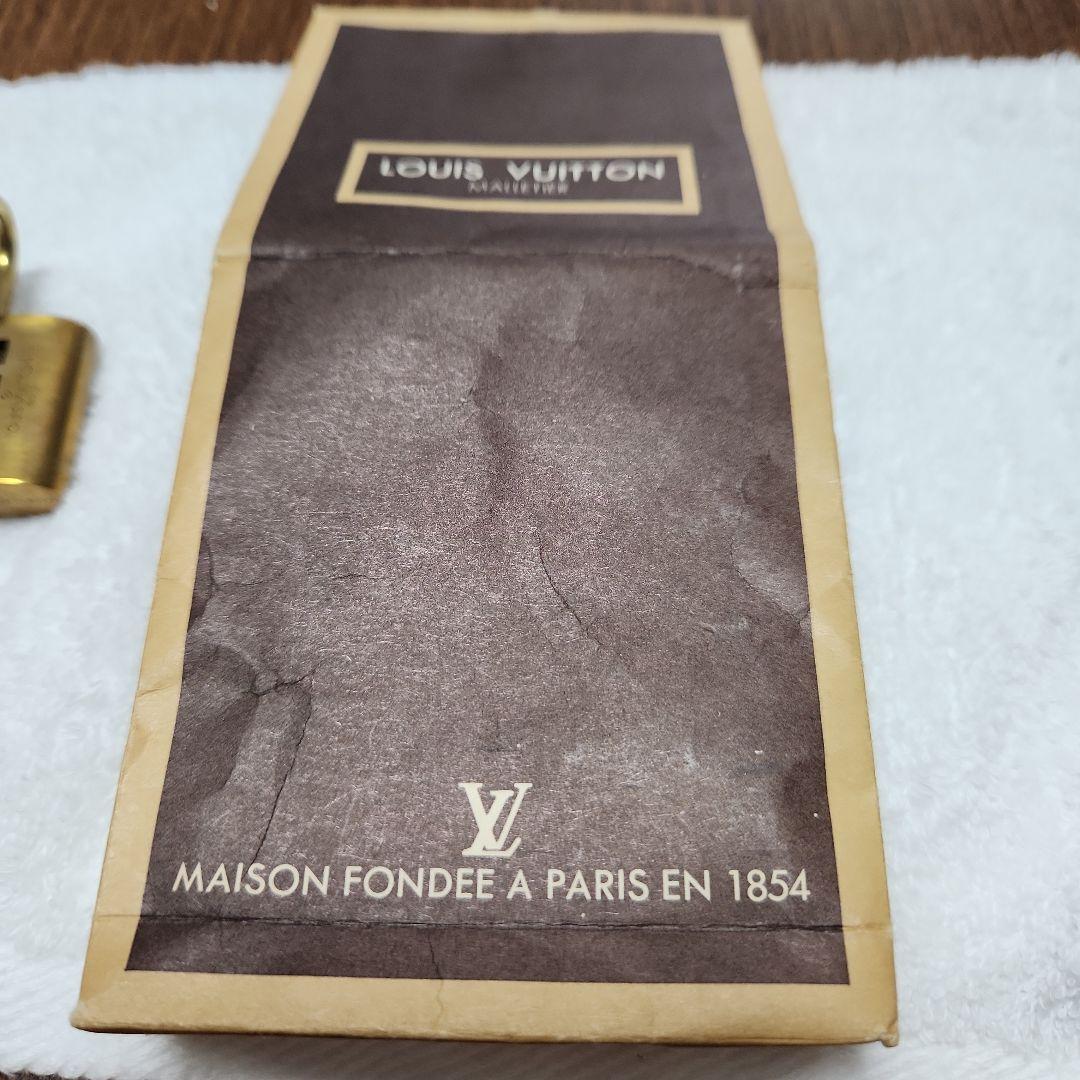 LOUIS VUITTON
MALLETIER
LV
MAISON FONDEE A PARIS EN 1854